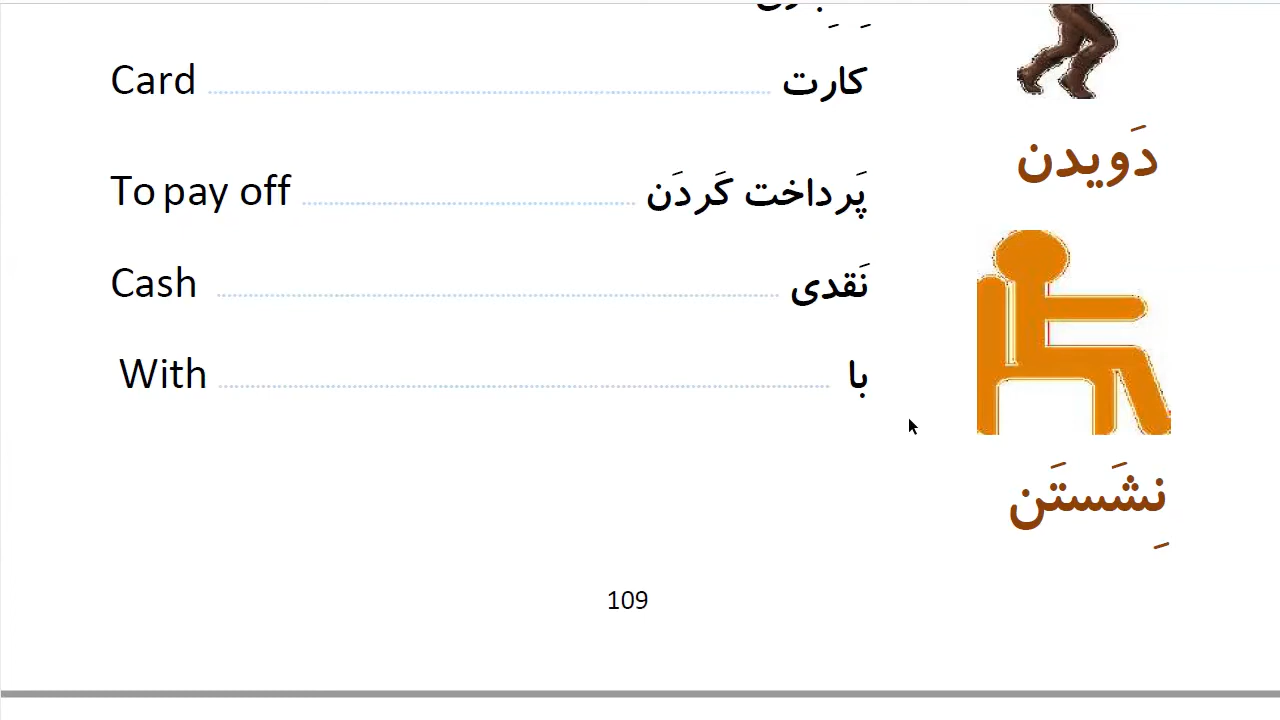 Card کارت
دَویدن
To pay off پَرداخت کَردَن
Cash نَقدی
With با
نِشَستَن
109